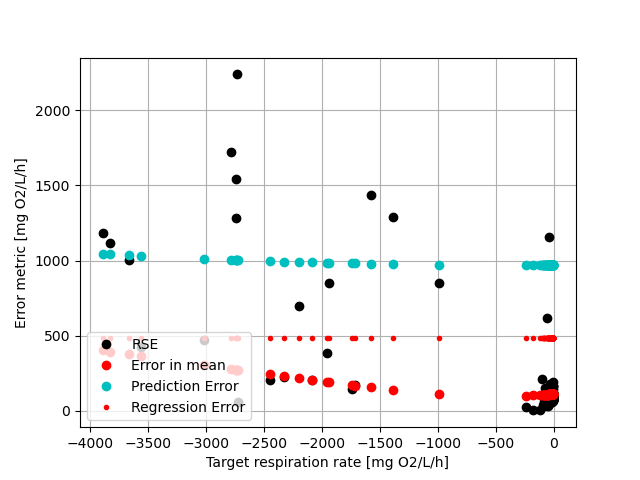 2000
1500
1000
500
0
Error metric [mg O2/L/h]
RSE
Error in mean
Prediction Error
Regression Error
−4000 −3500 −3000 −2500 −2000 −1500 −1000 −500 0
Target respiration rate [mg O2/L/h]